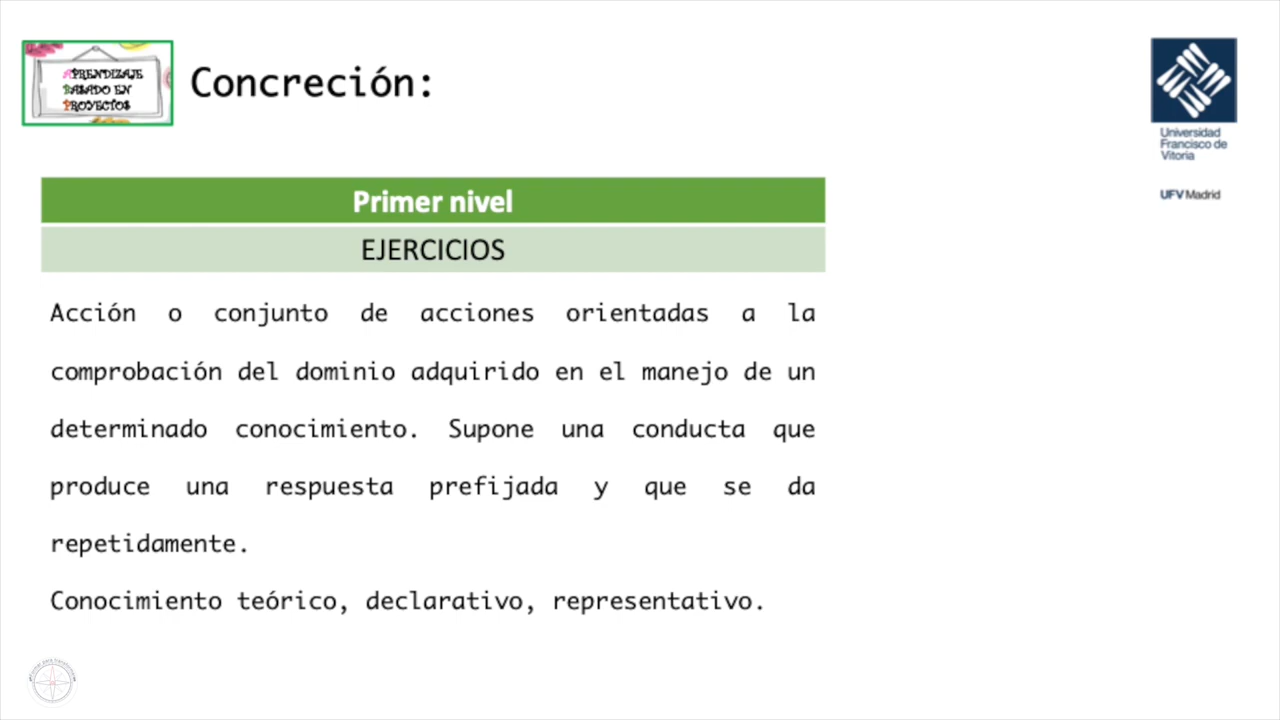 APRENDIZAJE
BASADO EN
PROYECTOS
Concreción:
Universidad
Francisco de
Vitoria
UFV Madrid
Primer nivel
EJERCICIOS
Acción o conjunto de acciones orientadas a la
comprobación del dominio adquirido en el manejo de un
determinado conocimiento. Supone una conducta que
produce una respuesta prefijada y que se da
repetidamente.
Conocimiento teórico, declarativo, representativo.